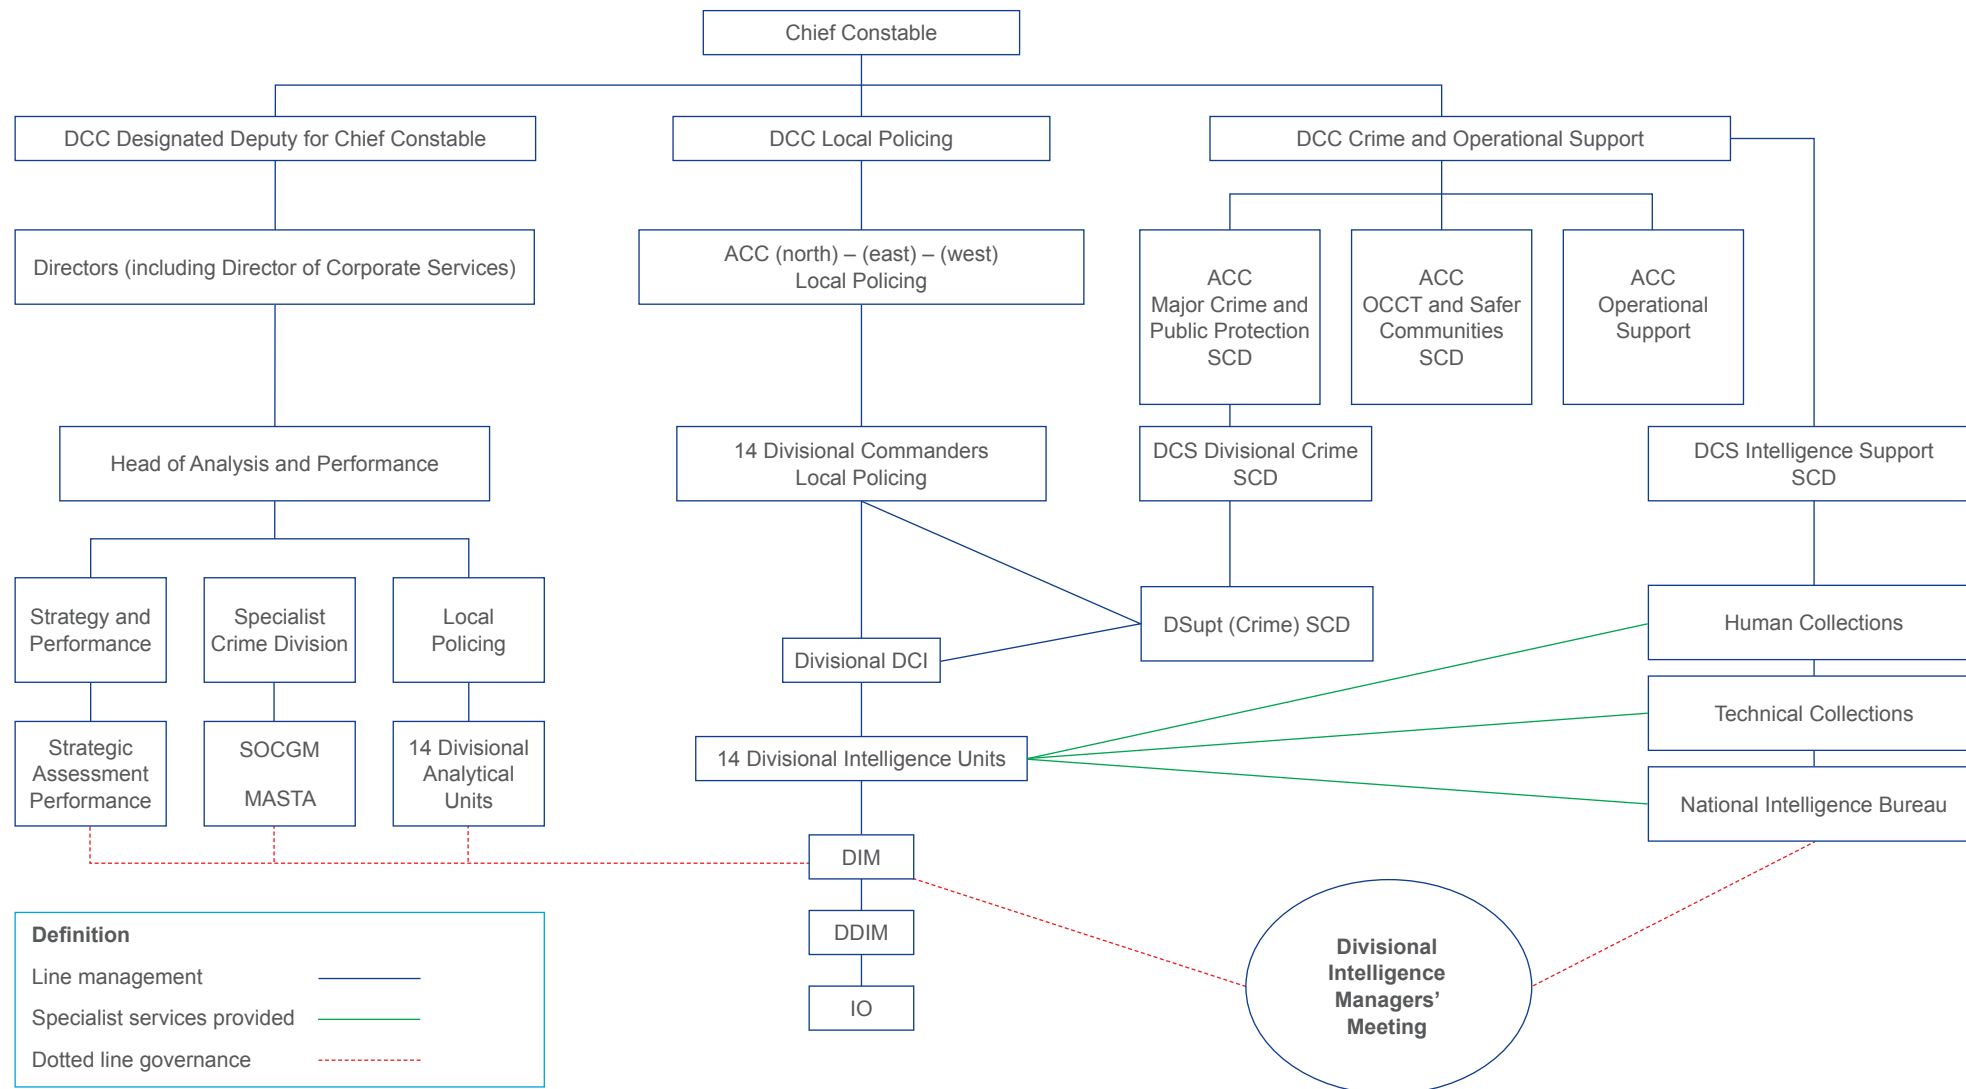 Chief Constable
DCC Designated Deputy for Chief Constable
DCC Local Policing
DCC Crime and Operational Support
Directors (including Director of Corporate Services)
ACC (north) – (east) – (west)
Local Policing
ACC
Major Crime and
Public Protection
SCD
ACC
OCCT and Safer
Communities
SCD
ACC
Operational
Support
Head of Analysis and Performance
14 Divisional Commanders
Local Policing
DCS Divisional Crime
SCD
DCS Intelligence Support
SCD
Strategy and
Performance
Specialist
Crime Division
Local
Policing
Divisional DCI
DSupt (Crime) SCD
Human Collections
Strategic
Assessment
Performance
SOCGM
MASTA
14 Divisional
Analytical
Units
14 Divisional Intelligence Units
Technical Collections
National Intelligence Bureau
DIM
DDIM
IO
Divisional
Intelligence
Managers’
Meeting
Definition
Line management
Specialist services provided
Dotted line governance